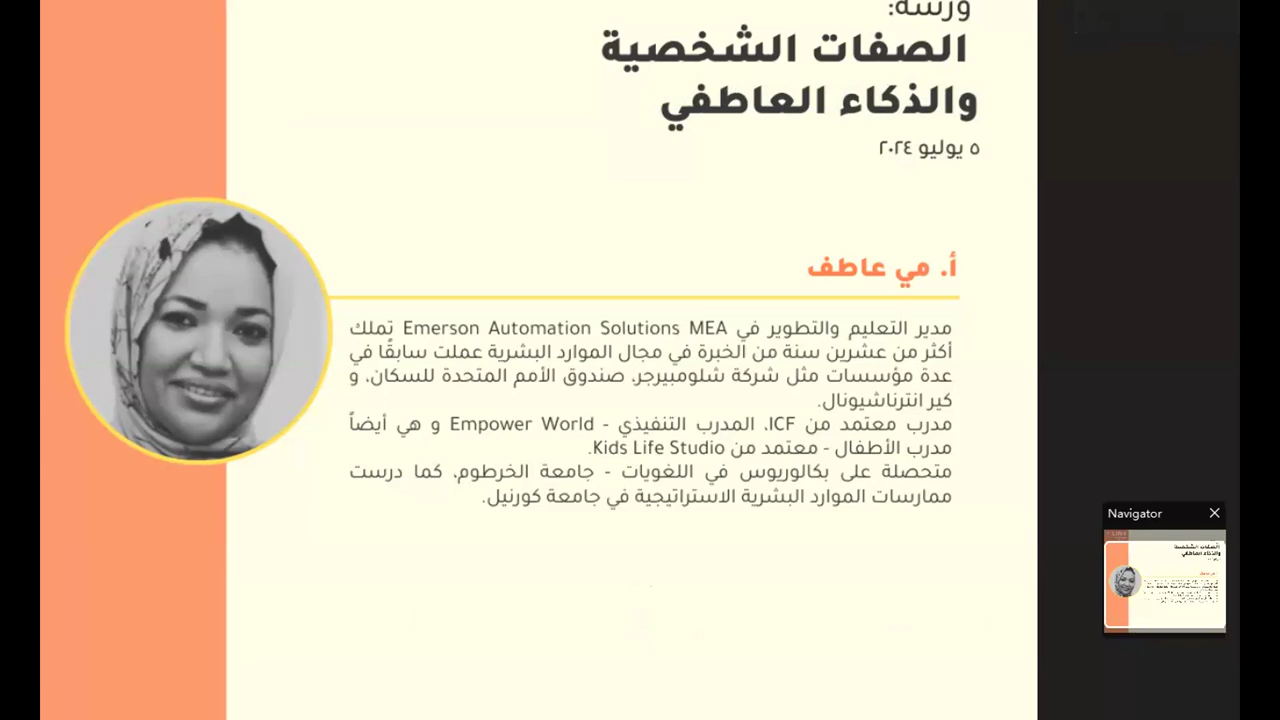 ورشة:
الصفات الشخصية
والذكاء العاطفي
٥ يوليو ٢٠٢٤
أ. مي عاطف
مدير التعليم والتطوير في Emerson Automation Solutions MEA تملك
أكثر من عشرين سنة من الخبرة في مجال الموارد البشرية عملت سابقًا في
عدة مؤسسات مثل شركة شلومبيرجر، صندوق الأمم المتحدة للسكان، و
كير انترناشيونال.
مدرب معتمد من ICF، المدرب التنفيذي - Empower World و هي أيضاً
مدرب الأطفال - معتمد من Kids Life Studio.
متحصلة على بكالوريوس في اللغويات - جامعة الخرطوم، كما درست
ممارسات الموارد البشرية الاستراتيجية في جامعة كورنيل.
Navigator